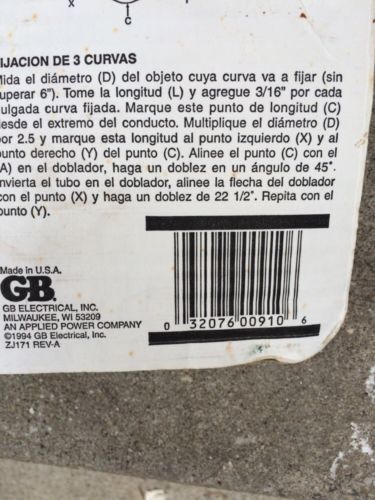 X
C
IJACION DE 3 CURVAS
ida el diámetro (D) del objeto cuya curva va a fijar (sin
uperar 6"). Tome la longitud (L) y agregue 3/16" por cada
ulgada curva fijada. Marque este punto de longitud (C)
esde el extremo del conducto. Multiplique el diámetro (D)
por 2.5 y marque esta longitud al punto izquierdo (X) y al
punto derecho (Y) del punto (C). Alinee el punto (C) con el
(A) en el doblador, haga un doblez en un ángulo de 45°.
nvierta el tubo en el doblador, alinee la flecha del doblador
con el punto (X) y haga un doblez de 22 1/2°. Repita con el
punto (Y).
Made in U.S.A.
GB
GB ELECTRICAL, INC.
MILWAUKEE, WI 53209
AN APPLIED POWER COMPANY
©1994 GB Electrical, Inc.
ZJ171 REV-A
0 32076 00910 6